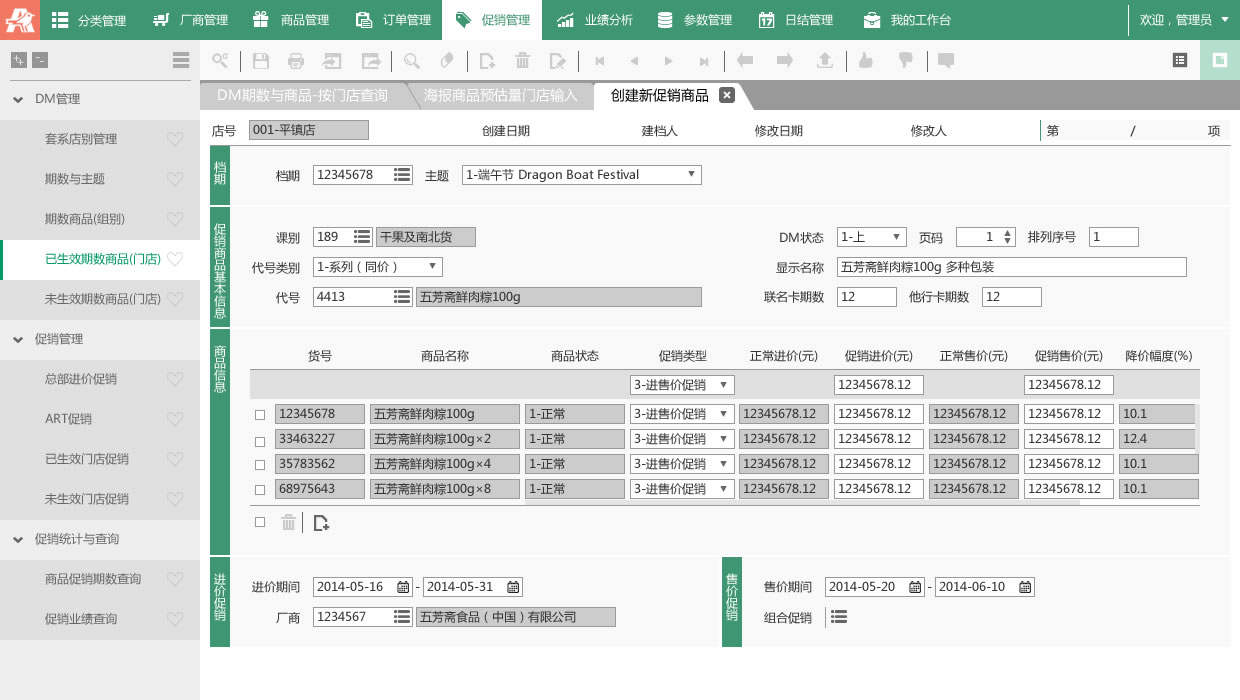 分类管理 厂商管理 商品管理 订单管理 促销管理 业绩分析 参数管理 日结管理 我的工作台 欢迎，管理员
DM期数与商品-按门店查询 海报商品预估量门店输入 创建新促销商品
DM管理
套系店别管理
期数与主题
期数商品(组别)
已生效期数商品(门店)
未生效期数商品(门店)
促销管理
总部进价促销
ART促销
已生效门店促销
未生效门店促销
促销统计与查询
商品促销期数查询
促销业绩查询
店号 001-平镇店 创建日期 建档人 修改日期 修改人 第 / 项
档期
档期 12345678 主题 1-端午节 Dragon Boat Festival
促销商品基本信息
课别 189 干果及南北货 DM状态 1-上 页码 1 排列序号 1
代号类别 1-系列（同价） 显示名称 五芳斋鲜肉粽100g 多种包装
代号 4413 五芳斋鲜肉粽100g 联名卡期数 12 他行卡期数 12
商品信息
货号 商品名称 商品状态 促销类型 正常进价(元) 促销进价(元) 正常售价(元) 促销售价(元) 降价幅度(%)
3-进售价促销 12345678.12 12345678.12
12345678 五芳斋鲜肉粽100g 1-正常 3-进售价促销 12345678.12 12345678.12 12345678.12 12345678.12 10.1
33463227 五芳斋鲜肉粽100g×2 1-正常 3-进售价促销 12345678.12 12345678.12 12345678.12 12345678.12 12.4
35783562 五芳斋鲜肉粽100g×4 1-正常 3-进售价促销 12345678.12 12345678.12 12345678.12 12345678.12 10.1
68975643 五芳斋鲜肉粽100g×8 1-正常 3-进售价促销 12345678.12 12345678.12 12345678.12 12345678.12 10.1
进价促销
进价期间 2014-05-16 - 2014-05-31
厂商 1234567 五芳斋食品（中国）有限公司
售价促销
售价期间 2014-05-20 - 2014-06-10
组合促销